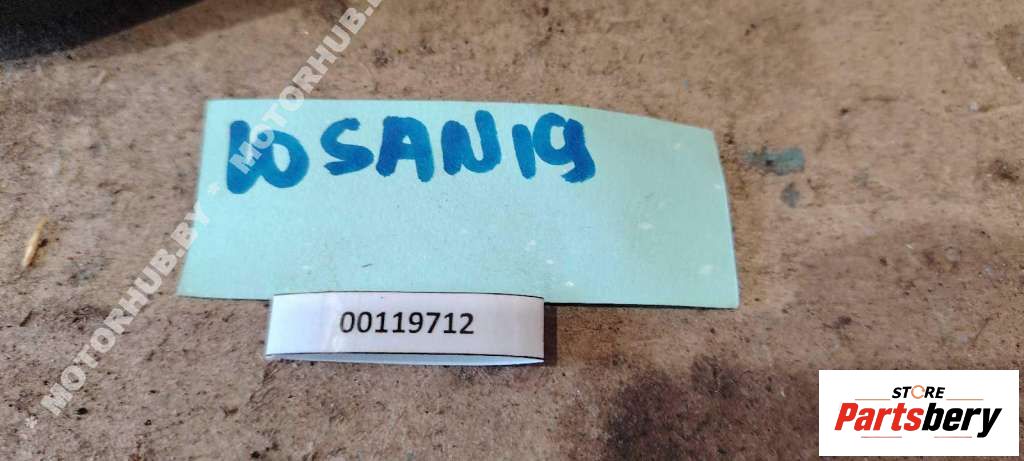 10SAN19
00119712
* MOTORHUB.BY * MOTORHUB.BY *
STORE
Partsbery